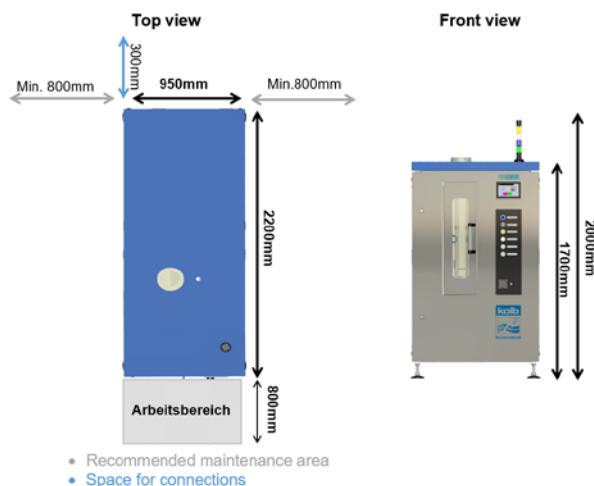 Top view
Front view
300mm
Min. 800mm
950mm
Min.800mm
2200mm
2000mm
1700mm
kolb
Arbeitsbereich
800mm
Recommended maintenance area
Space for connections